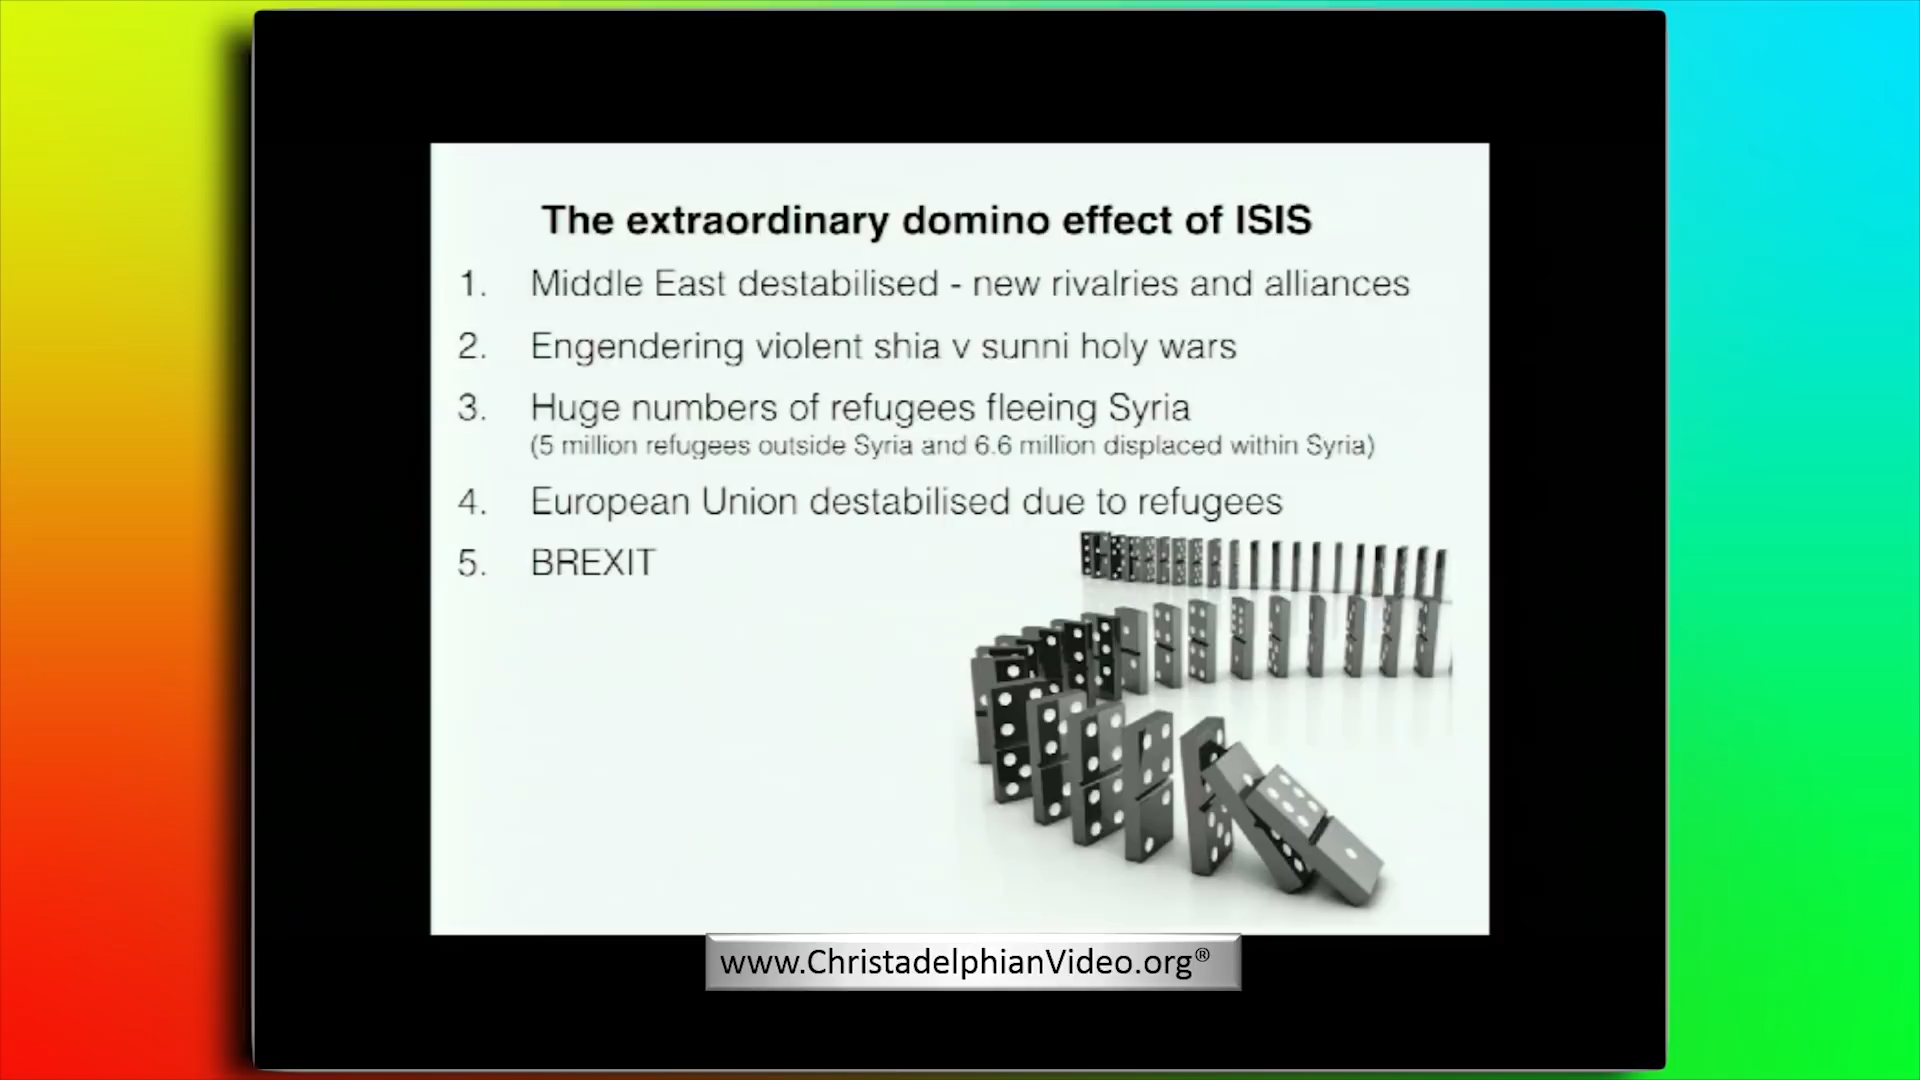 The extraordinary domino effect of ISIS
1. Middle East destabilised - new rivalries and alliances
2. Engendering violent shia v sunni holy wars
3. Huge numbers of refugees fleeing Syria
(5 million refugees outside Syria and 6.6 million displaced within Syria)
4. European Union destabilised due to refugees
5. BREXIT
www.ChristadelphianVideo.org®